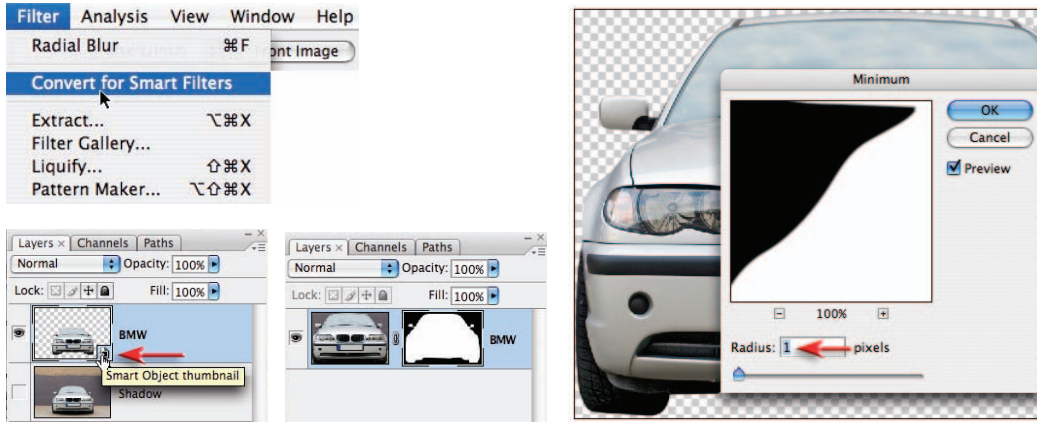 Filter Analysis View Window Help
Radial Blur ⌘F
ont Image
Convert for Smart Filters
Extract... ⌥⌘X
Filter Gallery...
Liquify... ⇧⌘X
Pattern Maker... ⌥⇧⌘X
Layers × Channels Paths
Normal Opacity: 100%
Lock: Fill: 100%
BMW
Smart Object thumbnail
Shadow
Layers × Channels Paths
Normal Opacity: 100%
Lock: Fill: 100%
BMW
Minimum
OK
Cancel
Preview
100%
Radius: 1 pixels